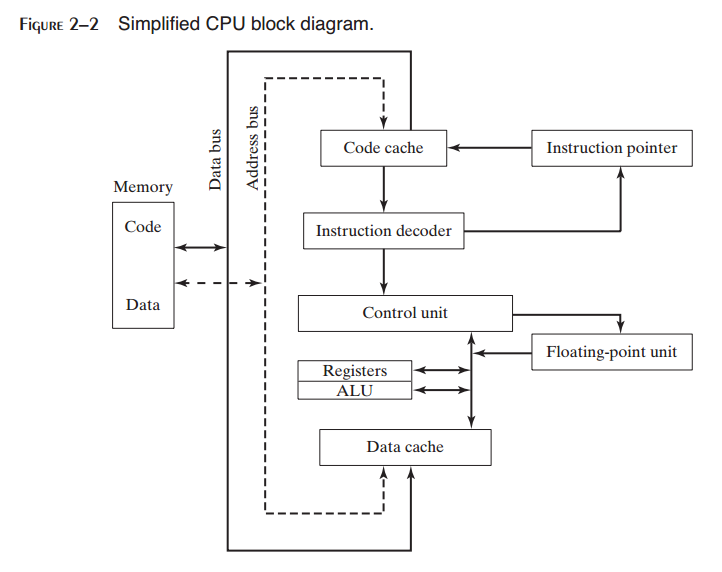 FIGURE 2–2 Simplified CPU block diagram.
Data bus
Address bus
Memory
Code
Data
Code cache
Instruction pointer
Instruction decoder
Control unit
Floating-point unit
Registers
ALU
Data cache